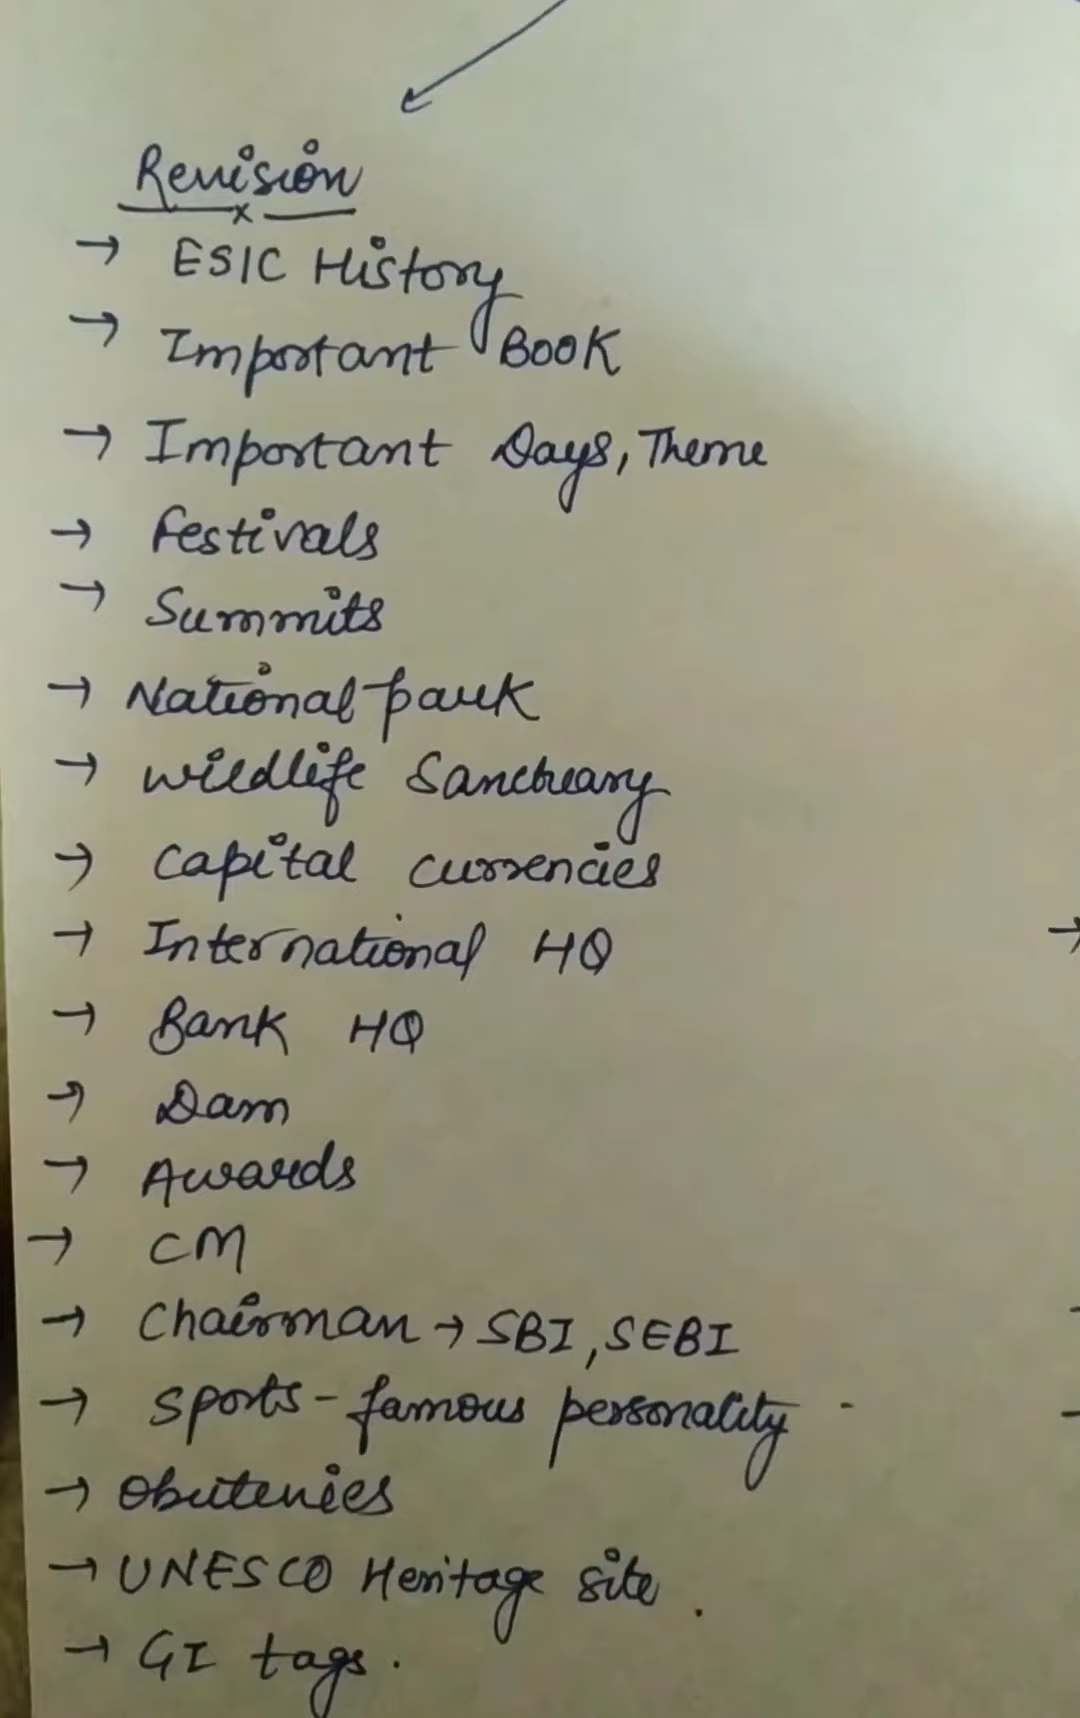 Revision
→ ESIC History
→ Important Book
→ Important Days, Theme
→ Festivals
→ Summits
→ National park
→ wildlife Sanctuary
→ Capital currencies
→ International HQ
→ Bank HQ
→ Dam
→ Awards
→ CM
→ Chairman → SBI, SEBI
→ Sports - famous personality
→ Obutenies
→ UNESCO Heritage site.
→ GI tags.